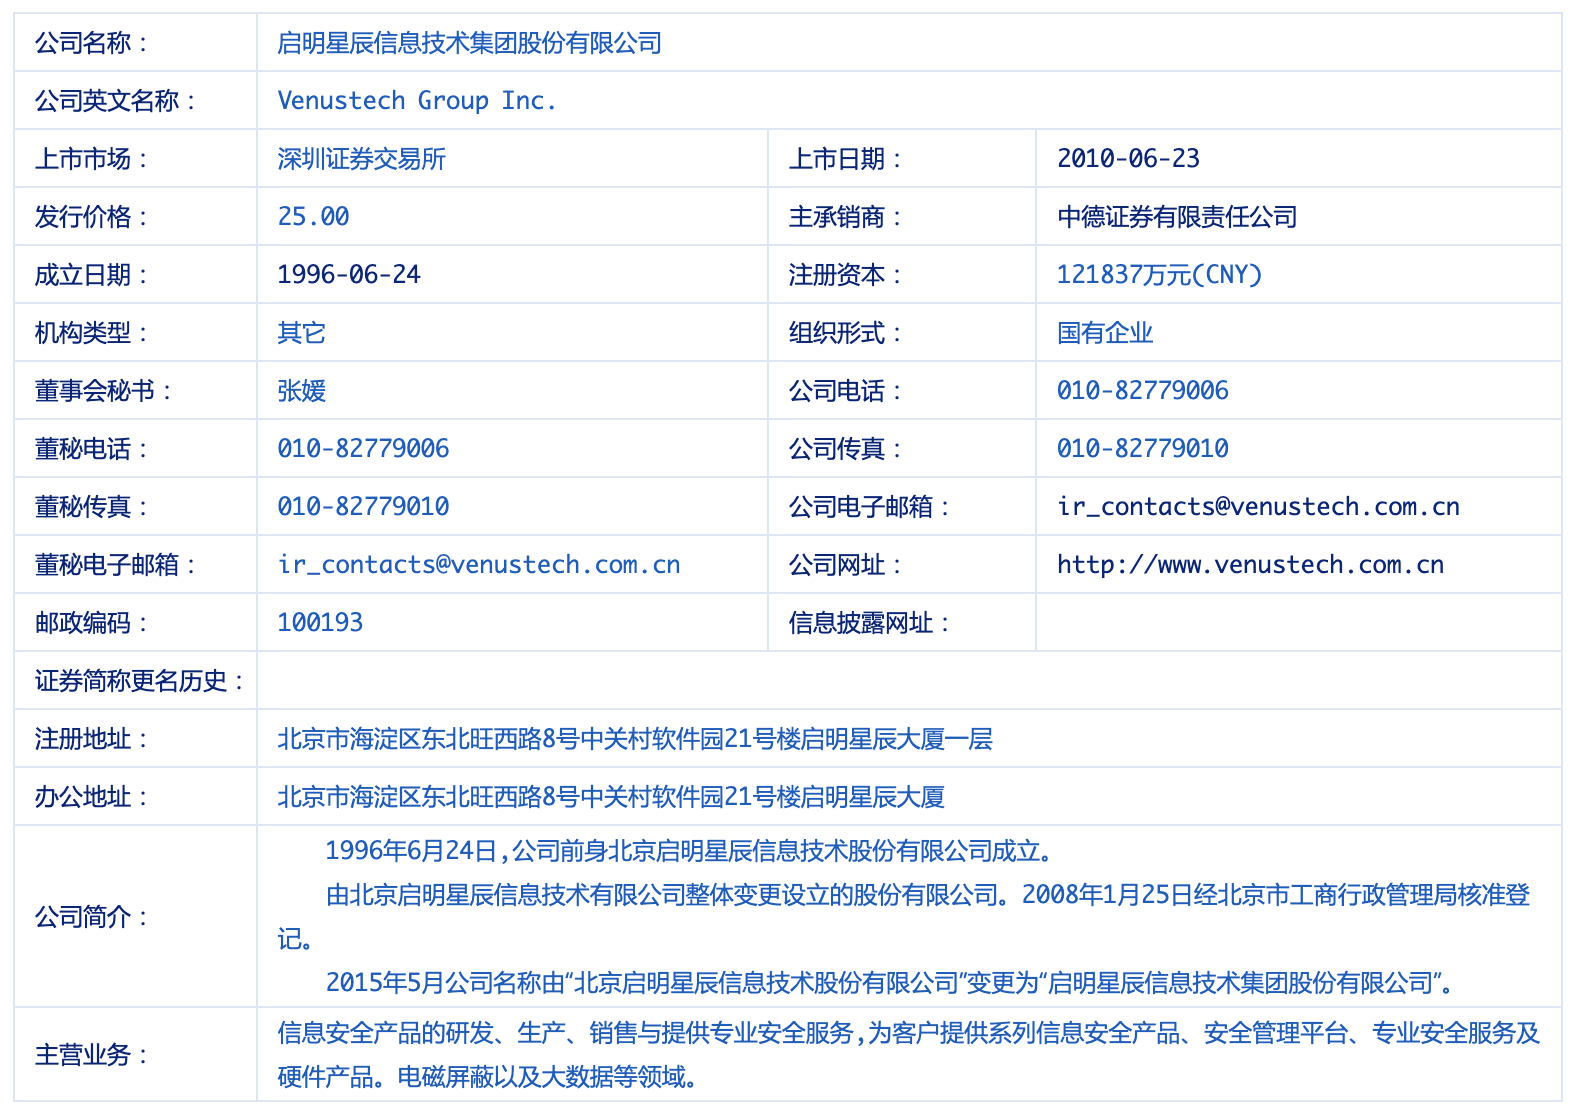 公司名称： 启明星辰信息技术集团股份有限公司
公司英文名称： Venustech Group Inc.
上市市场： 深圳证券交易所 上市日期： 2010-06-23
发行价格： 25.00 主承销商： 中德证券有限责任公司
成立日期： 1996-06-24 注册资本： 121837万元(CNY)
机构类型： 其它 组织形式： 国有企业
董事会秘书： 张媛 公司电话： 010-82779006
董秘电话： 010-82779006 公司传真： 010-82779010
董秘传真： 010-82779010 公司电子邮箱： ir_contacts@venustech.com.cn
董秘电子邮箱： ir_contacts@venustech.com.cn 公司网址： http://www.venustech.com.cn
邮政编码： 100193 信息披露网址：
证券简称更名历史：
注册地址： 北京市海淀区东北旺西路8号中关村软件园21号楼启明星辰大厦一层
办公地址： 北京市海淀区东北旺西路8号中关村软件园21号楼启明星辰大厦
公司简介：
1996年6月24日,公司前身北京启明星辰信息技术股份有限公司成立。
由北京启明星辰信息技术有限公司整体变更设立的股份有限公司。2008年1月25日经北京市工商行政管理局核准登
记。
2015年5月公司名称由“北京启明星辰信息技术股份有限公司”变更为“启明星辰信息技术集团股份有限公司”。
主营业务：
信息安全产品的研发、生产、销售与提供专业安全服务,为客户提供系列信息安全产品、安全管理平台、专业安全服务及
硬件产品。电磁屏蔽以及大数据等领域。